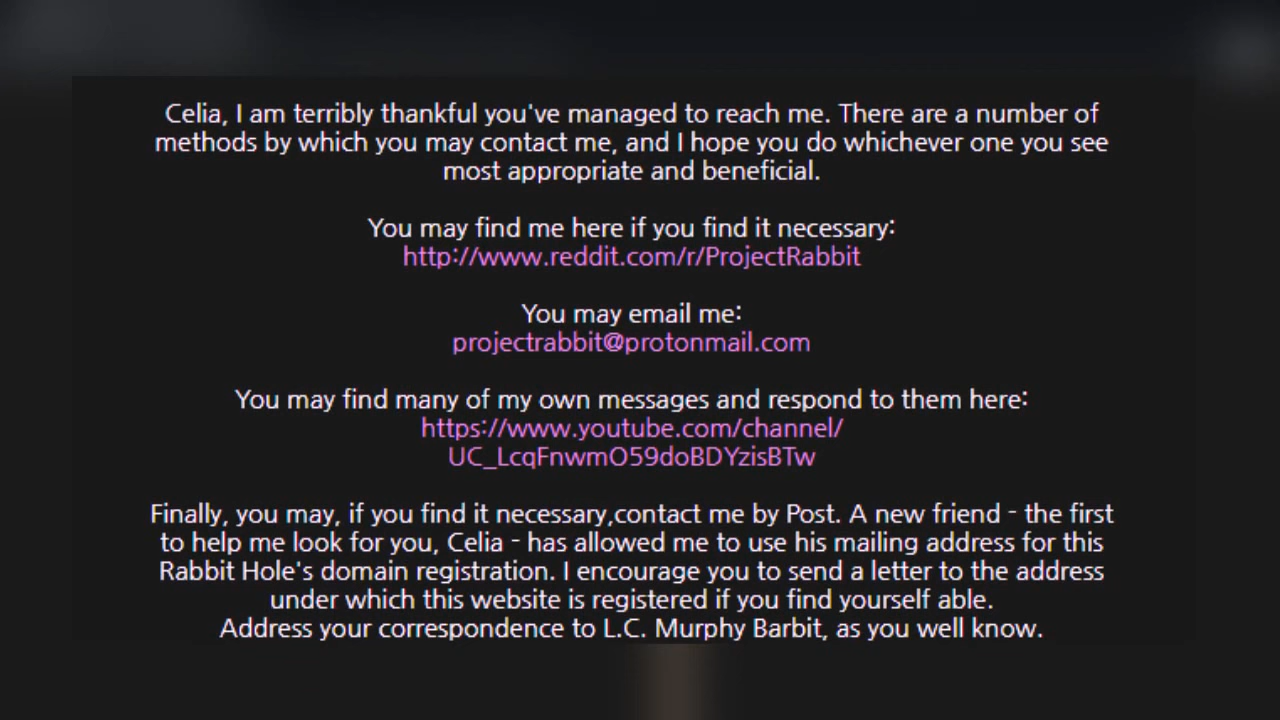 Celia, I am terribly thankful you've managed to reach me. There are a number of
methods by which you may contact me, and I hope you do whichever one you see
most appropriate and beneficial.
You may find me here if you find it necessary:
http://www.reddit.com/r/ProjectRabbit
You may email me:
projectrabbit@protonmail.com
You may find many of my own messages and respond to them here:
https://www.youtube.com/channel/
UC_LcqFnwmO59doBDYzisBTw
Finally, you may, if you find it necessary,contact me by Post. A new friend - the first
to help me look for you, Celia - has allowed me to use his mailing address for this
Rabbit Hole's domain registration. I encourage you to send a letter to the address
under which this website is registered if you find yourself able.
Address your correspondence to L.C. Murphy Barbit, as you well know.